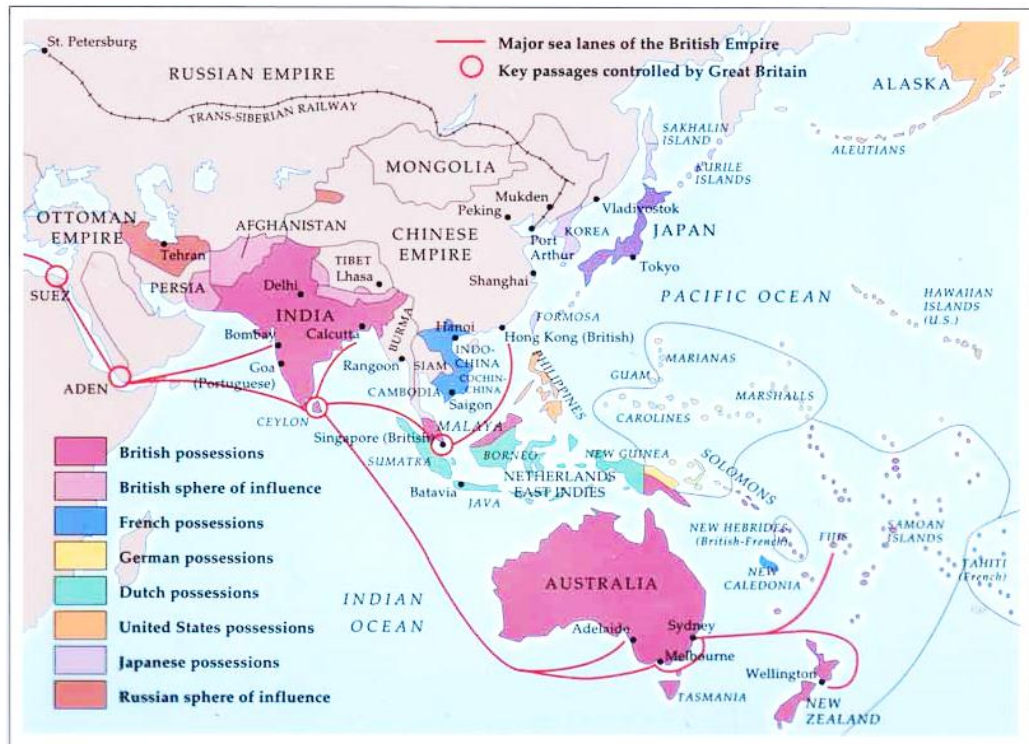 St. Petersburg
Major sea lanes of the British Empire
Key passages controlled by Great Britain
RUSSIAN EMPIRE
TRANS-SIBERIAN RAILWAY
ALASKA
SAKHALIN
ISLAND
ALEUTIANS
KURILE
ISLANDS
MONGOLIA
Mukden
Peking
Vladivostok
OTTOMAN
EMPIRE
AFGHANISTAN
CHINESE
EMPIRE
Port
Arthur
KOREA
JAPAN
Tehran
TIBET
Lhasa
Shanghai
Tokyo
SUEZ
PERSIA
Delhi
PACIFIC OCEAN
HAWAIIAN
ISLANDS
(U.S.)
INDIA
FORMOSA
Bombay
Calcutta
BURMA
Hanoi
Hong Kong (British)
Goa
(Portuguese)
Rangoon
SIAM
INDO-
CHINA
PHILIPPINES
MARIANAS
GUAM
ADEN
CAMBODIA
COCHIN-
CHINA
Saigon
MARSHALLS
CAROLINES
CEYLON
MALAYA
Singapore (British)
SUMATRA
BORNEO
NEW GUINEA
SOLOMONS
NETHERLANDS
EAST INDIES
Batavia
JAVA
British possessions
British sphere of influence
French possessions
German possessions
Dutch possessions
United States possessions
Japanese possessions
Russian sphere of influence
NEW HEBRIDES
(British-French)
FIJIS
SAMOAN
ISLANDS
TAHITI
(French)
NEW
CALEDONIA
AUSTRALIA
INDIAN
OCEAN
Adelaide
Sydney
Melbourne
TASMANIA
Wellington
NEW
ZEALAND